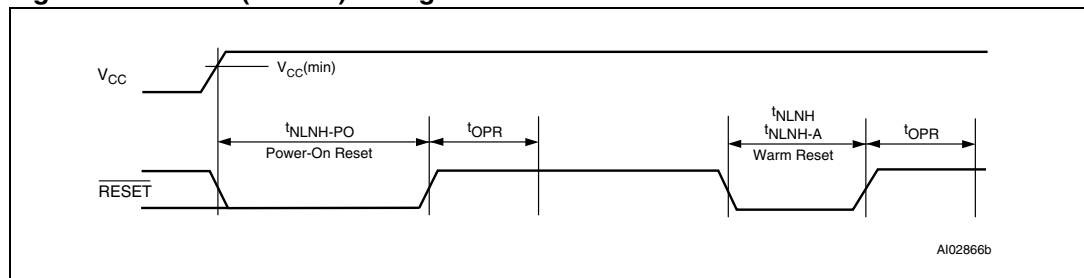 VCC
VCC(min)
tNLNH-PO
Power-On Reset
tOPR
tNLNH
tNLNH-A
Warm Reset
tOPR
RESET
AI02866b